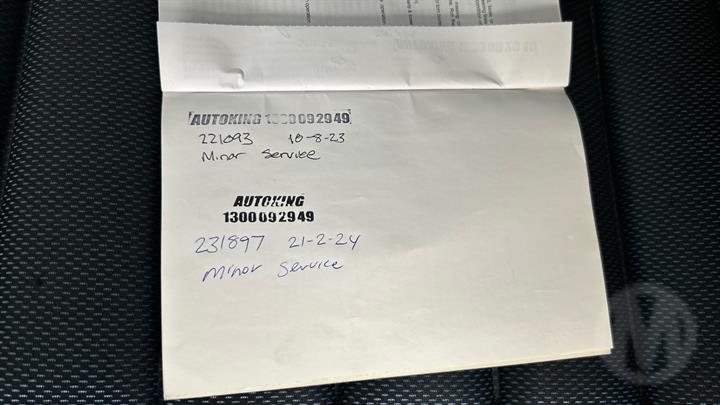 AUTOKING 1300092949
221093 10-8-23
Minor Service
AUTOKING
1300092949
231897 21-2-24
Minor Service